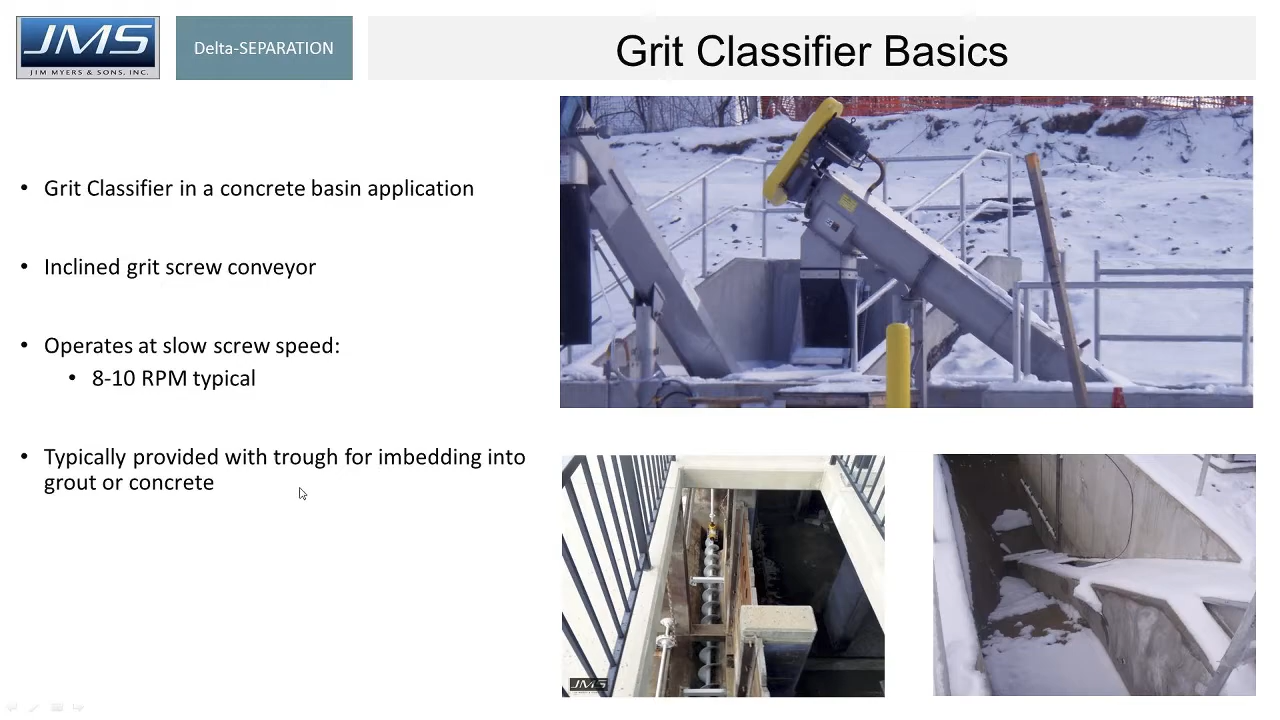 JMS
JIM MYERS & SONS, INC.
Delta-SEPARATION
Grit Classifier Basics
• Grit Classifier in a concrete basin application
• Inclined grit screw conveyor
• Operates at slow screw speed:
• 8-10 RPM typical
• Typically provided with trough for imbedding into
grout or concrete
JMS